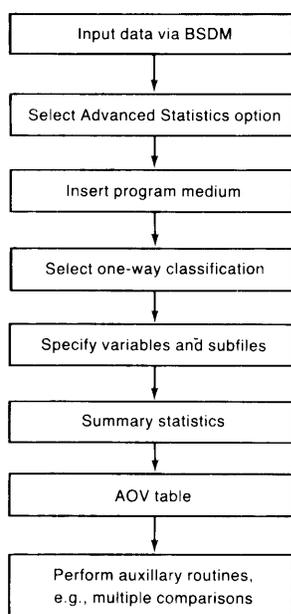 Input data via BSDM
Select Advanced Statistics option
Insert program medium
Select one-way classification
Specify variables and subfiles
Summary statistics
AOV table
Perform auxillary routines,
e.g., multiple comparisons